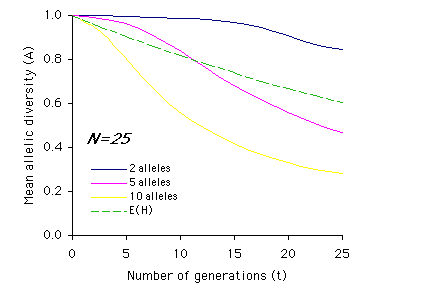 Mean allelic diversity (A)
1.0
0.8
0.6
0.4
0.2
0.0
N=25
2 alleles
5 alleles
10 alleles
E(H)
0 5 10 15 20 25
Number of generations (t)